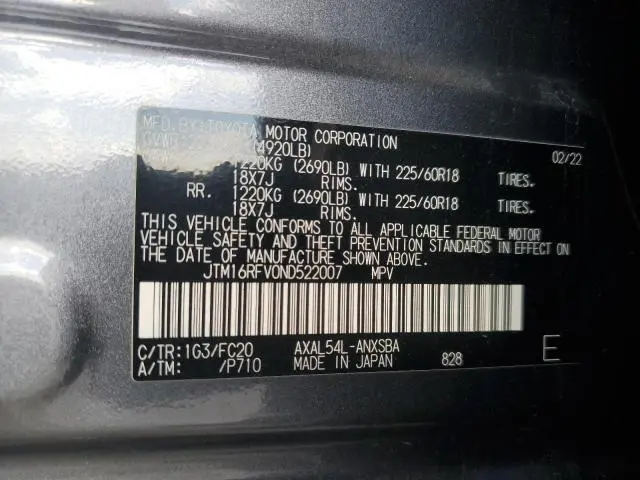 MFD. BY: TOYOTA MOTOR CORPORATION 02/22
GVWR (4920LB)
1220KG (2690LB) WITH 225/60R18 TIRES.
18X7J RIMS.
RR. 1220KG (2690LB) WITH 225/60R18 TIRES.
18X7J RIMS.
THIS VEHICLE CONFORMS TO ALL APPLICABLE FEDERAL MOTOR
VEHICLE SAFETY AND THEFT PREVENTION STANDARDS IN EFFECT ON
THE DATE OF MANUFACTURE SHOWN ABOVE.
JTM16RFV0ND522007 MPV
C/TR:1G3/FC20 AXAL54L-ANXSBA E
A/TM: /P710 MADE IN JAPAN 828